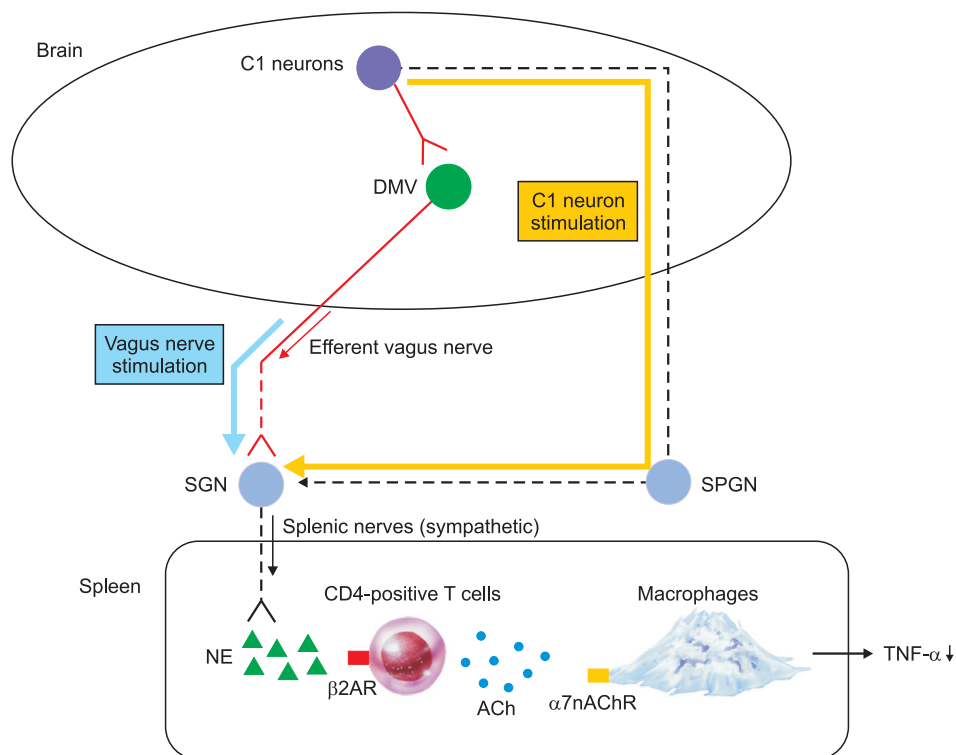 Brain
C1 neurons
DMV
C1 neuron
stimulation
Vagus nerve
stimulation
Efferent vagus nerve
SGN
SPGN
Splenic nerves (sympathetic)
Spleen
CD4-positive T cells
Macrophages
NE
β2AR
ACh
α7nAChR
TNF-α↓